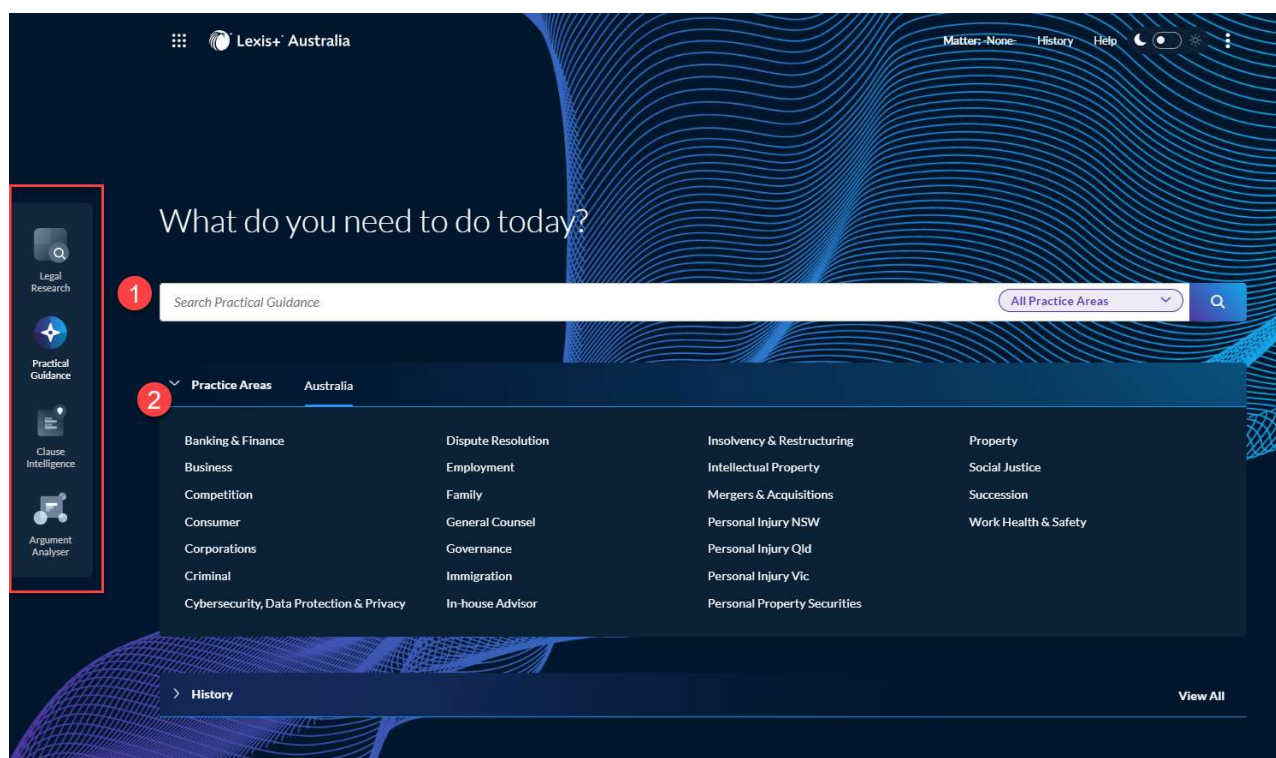 Lexis+ Australia
Matter: -None- History Help
What do you need to do today?
Legal
Research
1
Search Practical Guidance All Practice Areas
Practical
Guidance
2
Practice Areas Australia
Clause
Intelligence
Argument
Analyser
Banking & Finance
Business
Competition
Consumer
Corporations
Criminal
Cybersecurity, Data Protection & Privacy
Dispute Resolution
Employment
Family
General Counsel
Governance
Immigration
In-house Advisor
Insolvency & Restructuring
Intellectual Property
Mergers & Acquisitions
Personal Injury NSW
Personal Injury Qld
Personal Injury Vic
Personal Property Securities
Property
Social Justice
Succession
Work Health & Safety
History View All